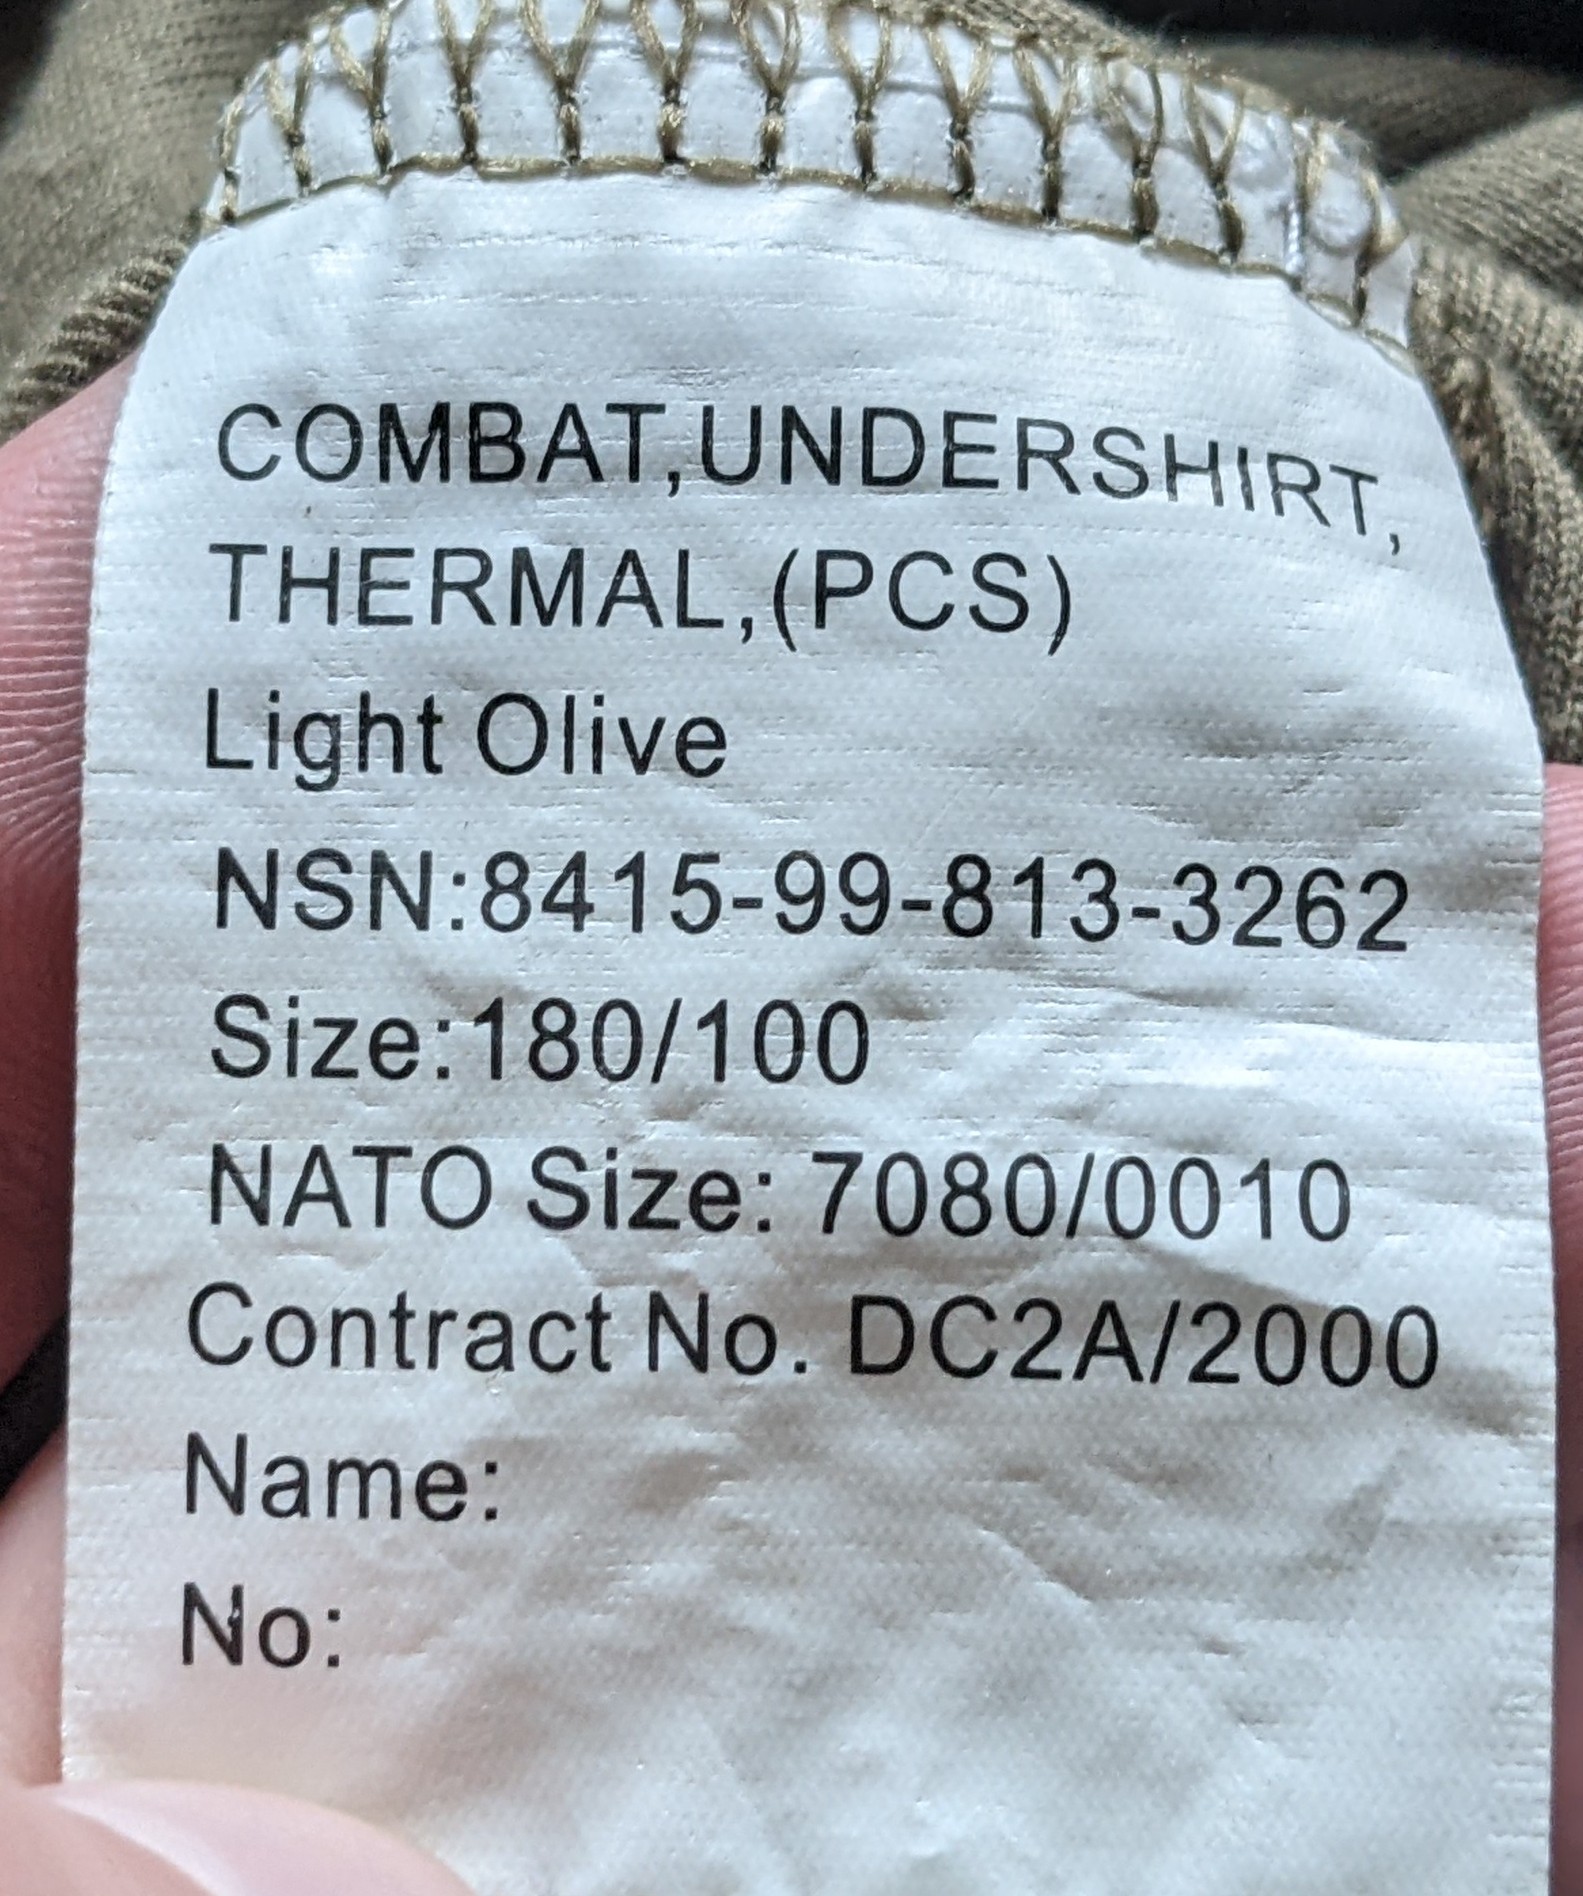 COMBAT,UNDERSHIRT,
THERMAL,(PCS)
Light Olive
NSN:8415-99-813-3262
Size:180/100
NATO Size: 7080/0010
Contract No. DC2A/2000
Name:
No: